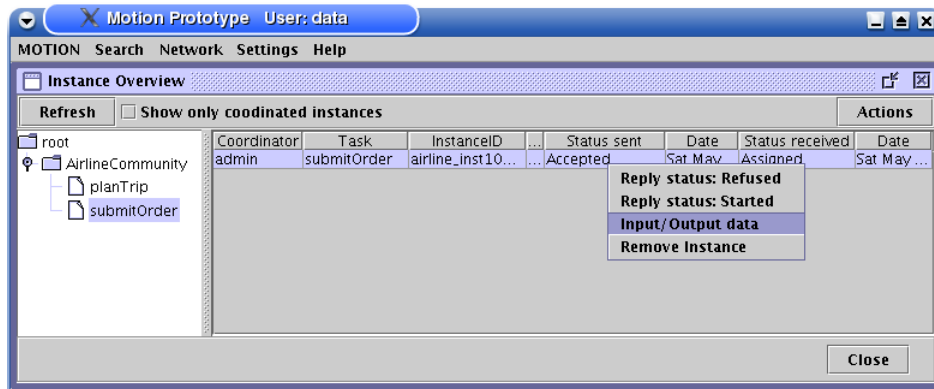 Motion Prototype   User: data
MOTION Search Network Settings Help
Instance Overview
Refresh Show only coodinated instances Actions
root
AirlineCommunity
planTrip
submitOrder
Coordinator Task InstanceID ... Status sent Date Status received Date
admin submitOrder airline_inst10... ... Accepted Sat May Assigned Sat May ...
Reply status: Refused
Reply status: Started
Input/Output data
Remove Instance
Close